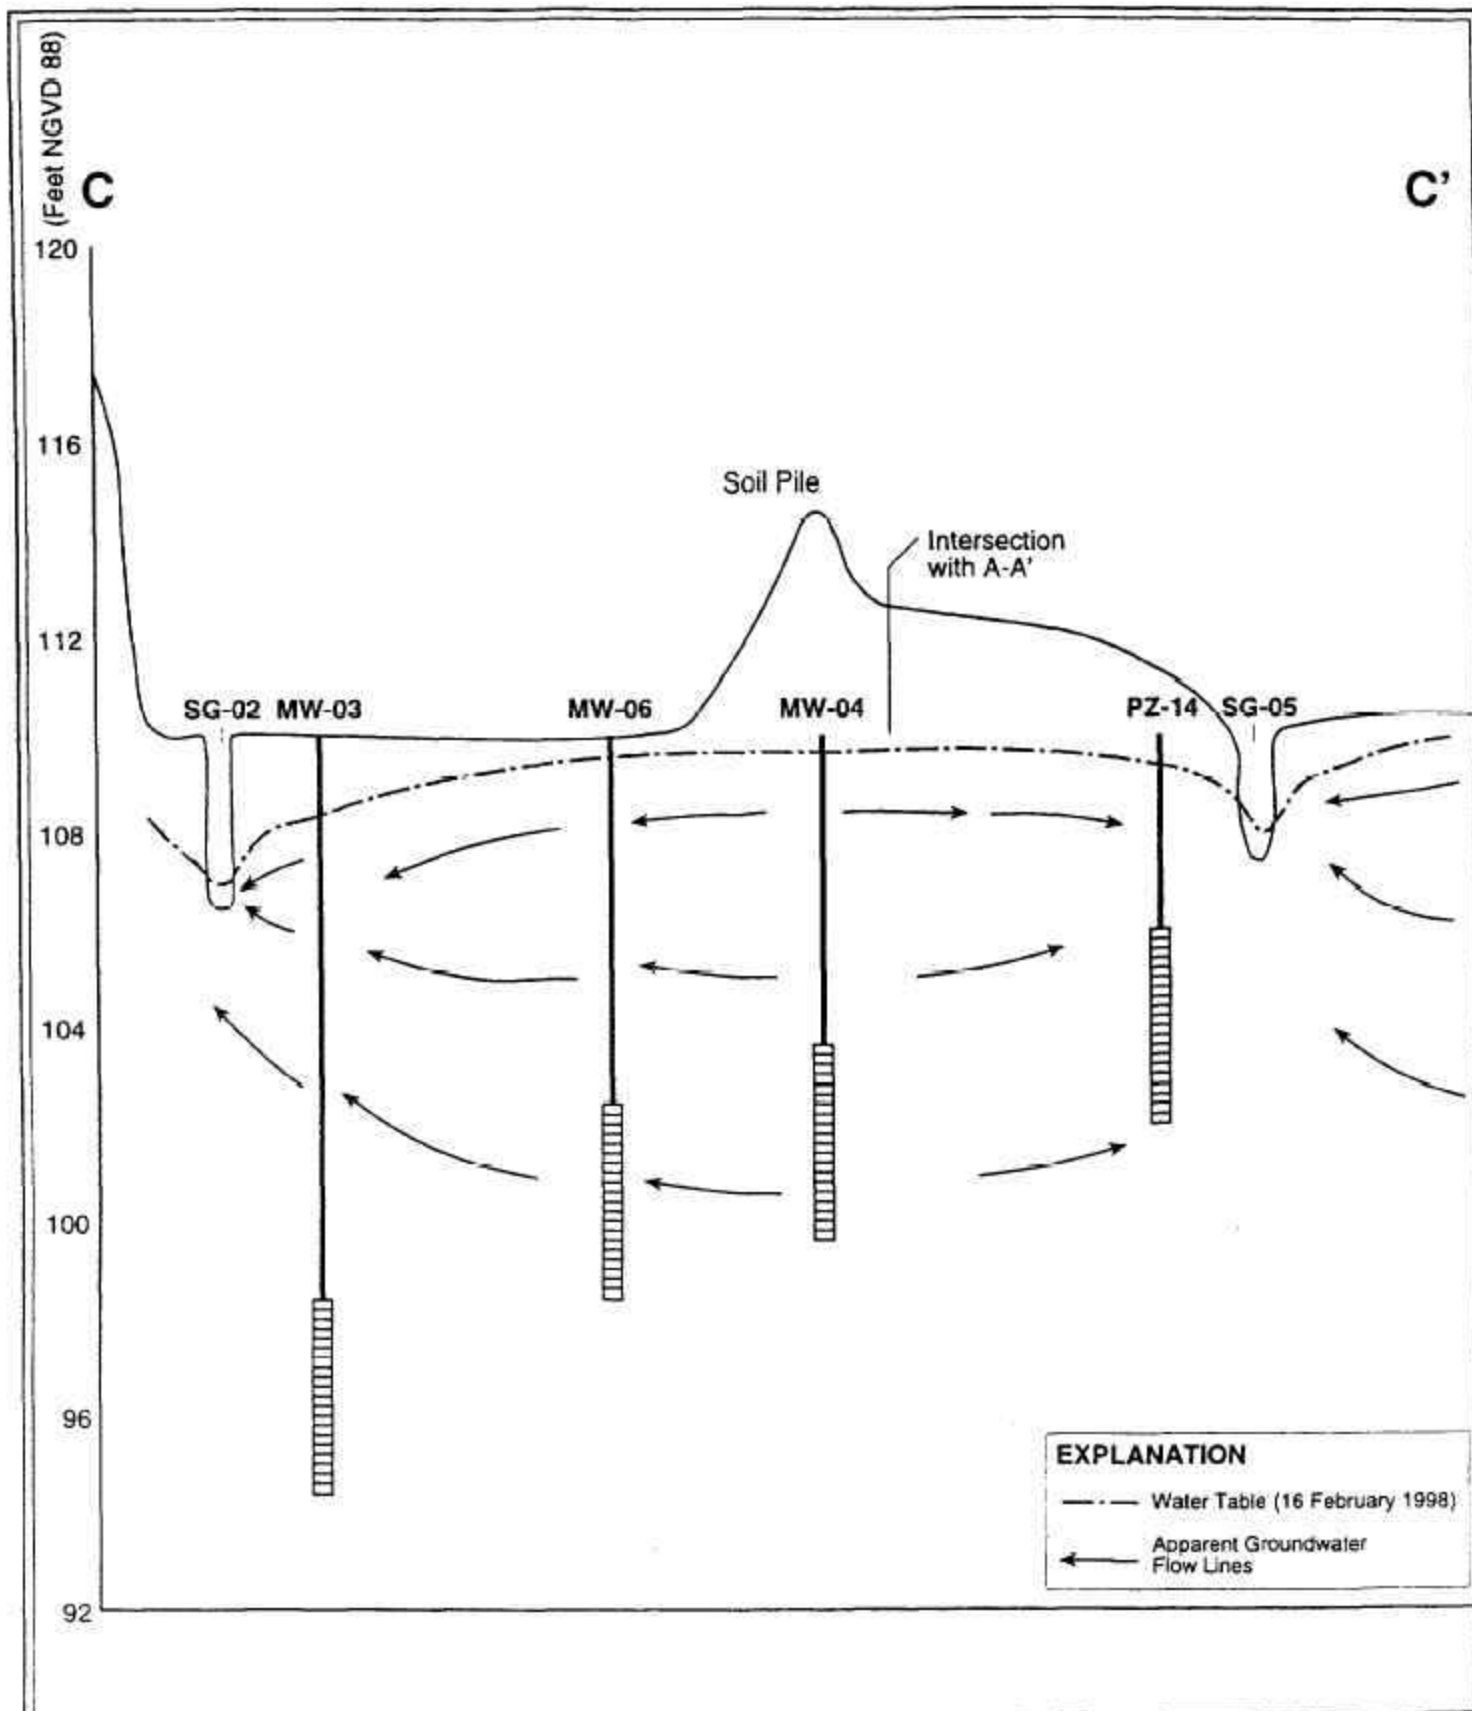 (Feet NGVD 88)
C
C'
120
116
Soil Pile
Intersection
with A-A'
112
SG-02 MW-03 MW-06 MW-04 PZ-14 SG-05
108
104
100
96
EXPLANATION
Water Table (16 February 1998)
Apparent Groundwater
Flow Lines
92